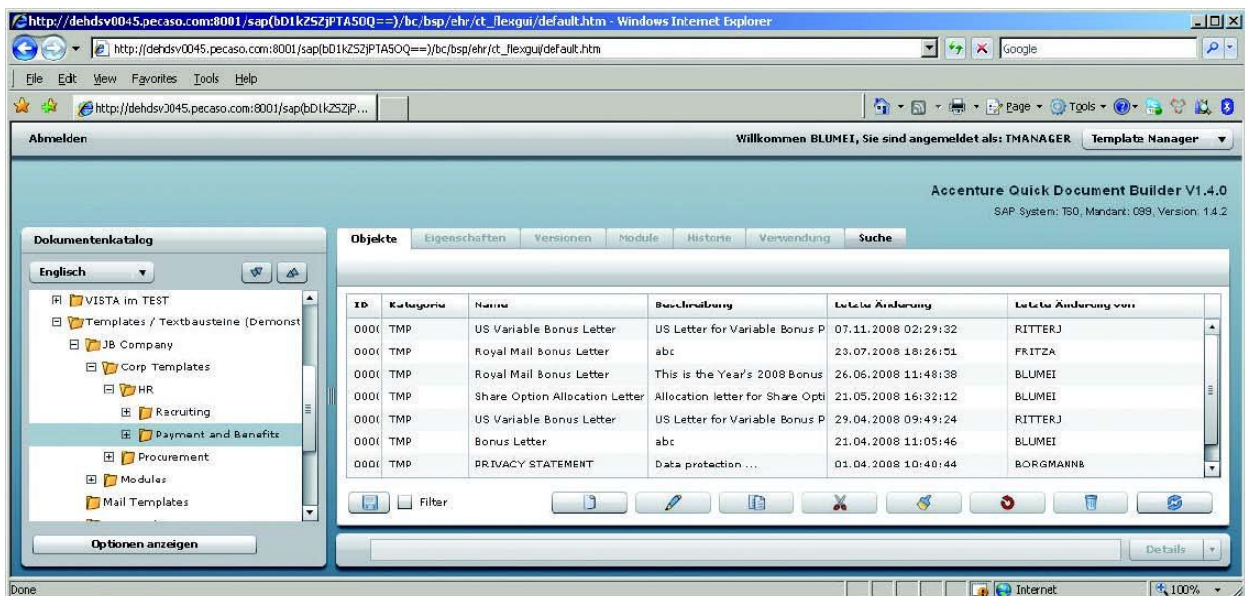 http://dehdsv0045.pecaso.com:8001/sap(bD1kZSZjPTA5OQ==)/bc/bsp/ehr/ct_flexgui/default.htm - Windows Internet Explorer
http://dehdsv0045.pecaso.com:8001/sap(bD1kZSZjPTA5OQ==)/bc/bsp/ehr/ct_flexgui/default.htm
Google
File Edit View Favorites Tools Help
http://dehdsv0045.pecaso.com:8001/sap(bD1kZSZjP...
Page Tools
Abmelden
Willkommen BLUMEI, Sie sind angemeldet als: TMANAGER Template Manager
Accenture Quick Document Builder V1.4.0
SAP System: T80, Mandant: 099, Version: 1.4.2
Dokumentenkatalog
Objekte Eigenschaften Versionen Module Historie Verwendung Suche
Englisch
VISTA im TEST
Templates / Textbausteine (Demonst
JB Company
Corp Templates
HR
Recruiting
Payment and Benefits
Procurement
Modules
Mail Templates
Optionen anzeigen
ID Kategorie Name Beschreibung Letzte Änderung Letzte Änderung von
000( TMP US Variable Bonus Letter US Letter for Variable Bonus P 07.11.2008 02:29:32 RITTERJ
000( TMP Royal Mail Bonus Letter abc 23.07.2008 18:26:51 FRITZA
000( TMP Royal Mail Bonus Letter This is the Year's 2008 Bonus 26.06.2008 11:48:38 BLUMEI
000( TMP Share Option Allocation Letter Allocation letter for Share Opti 21.05.2008 16:32:12 BLUMEI
000( TMP US Variable Bonus Letter US Letter for Variable Bonus P 29.04.2008 09:49:24 RITTERJ
000( TMP Bonus Letter abc 21.04.2008 11:05:46 BLUMEI
000( TMP PRIVACY STATEMENT Data protection ... 01.04.2008 10:40:44 BORGMANNB
Filter
Details
Done
Internet
100%